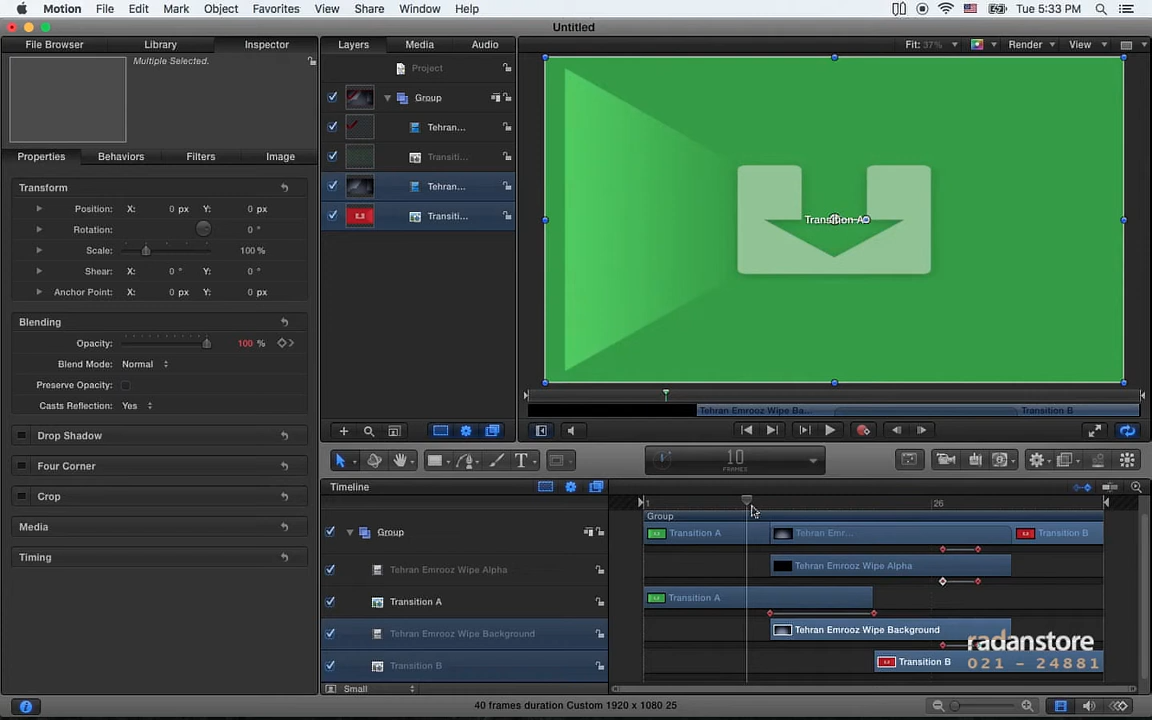 Motion File Edit Mark Object Favorites View Share Window Help Tue 5:33 PM
Untitled
File Browser Library Inspector Layers Media Audio Fit: 37% Render View
Multiple Selected.
Project
Group
Tehran...
Transiti...
Tehran...
Transiti...
Properties Behaviors Filters Image
Transform
Position: X: 0 px Y: 0 px
Rotation: 0 °
Scale: 100 %
Shear: X: 0 ° Y: 0 °
Anchor Point: X: 0 px Y: 0 px
Blending
Opacity: 100 %
Blend Mode: Normal
Preserve Opacity:
Casts Reflection: Yes
Drop Shadow
Four Corner
Crop
Media
Timing
Transition A
Tehran Emrooz Wipe Ba... Transition B
T 10
FRAMES
Timeline 1 26
Group
Group Transition A Tehran Emr... Transition B
Tehran Emrooz Wipe Alpha Tehran Emrooz Wipe Alpha
Transition A Transition A
Tehran Emrooz Wipe Background Tehran Emrooz Wipe Background
Transition B Transition B
radanstore
021 - 24881
Small
40 frames duration Custom 1920 x 1080 25